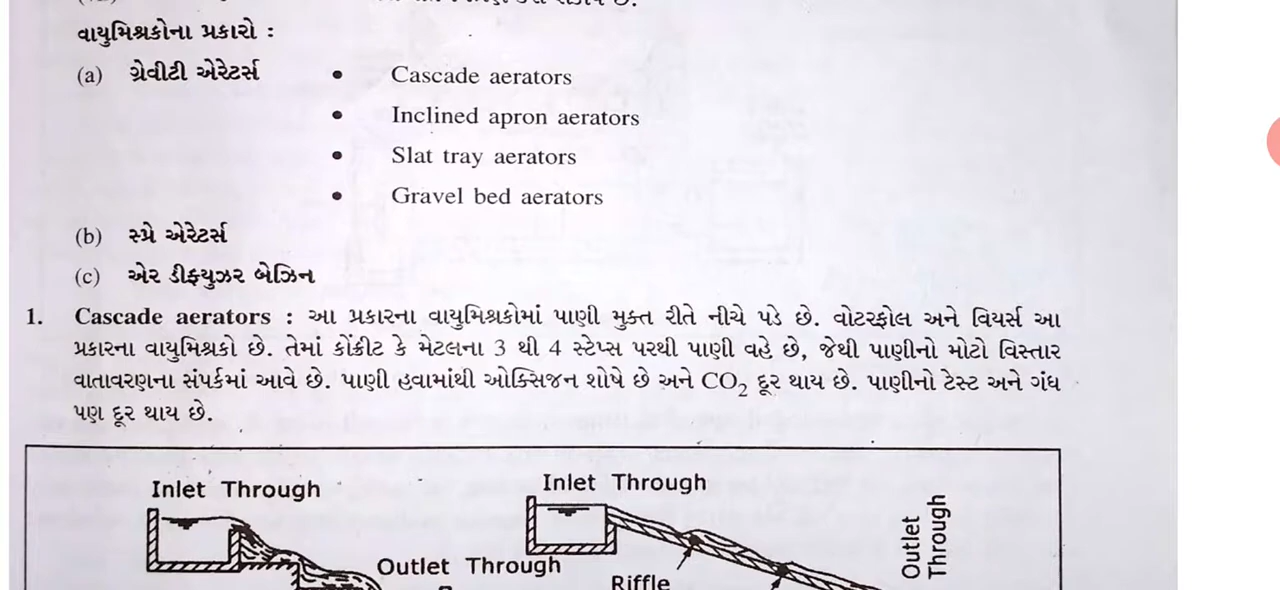 વાયુમિશ્રકોના પ્રકારો :
(a) ગ્રેવીટી એરેટર્સ • Cascade aerators
• Inclined apron aerators
• Slat tray aerators
• Gravel bed aerators
(b) સ્પ્રે એરેટર્સ
(c) એર ડીફ્યુઝર બેઝિન
1. Cascade aerators : આ પ્રકારના વાયુમિશ્રકોમાં પાણી મુક્ત રીતે નીચે પડે છે. વોટરફોલ અને વિયર્સ આ
પ્રકારના વાયુમિશ્રકો છે. તેમાં કોંક્રીટ કે મેટલના 3 થી 4 સ્ટેપ્સ પરથી પાણી વહે છે, જેથી પાણીનો મોટો વિસ્તાર
વાતાવરણના સંપર્કમાં આવે છે. પાણી હવામાંથી ઓક્સિજન શોષે છે અને CO₂ દૂર થાય છે. પાણીનો ટેસ્ટ અને ગંધ
પણ દૂર થાય છે.
Inlet Through
Outlet Through
Inlet Through
Riffle
Outlet
Through